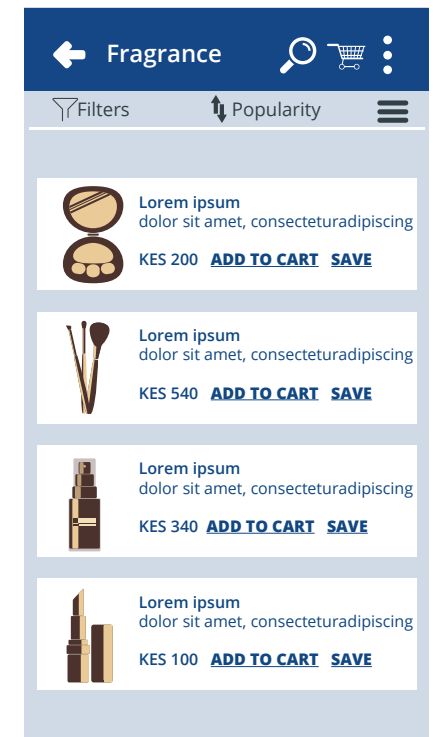 Fragrance
Filters Popularity
Lorem ipsum
dolor sit amet, consecteturadipiscing
KES 200 ADD TO CART SAVE
Lorem ipsum
dolor sit amet, consecteturadipiscing
KES 540 ADD TO CART SAVE
Lorem ipsum
dolor sit amet, consecteturadipiscing
KES 340 ADD TO CART SAVE
Lorem ipsum
dolor sit amet, consecteturadipiscing
KES 100 ADD TO CART SAVE